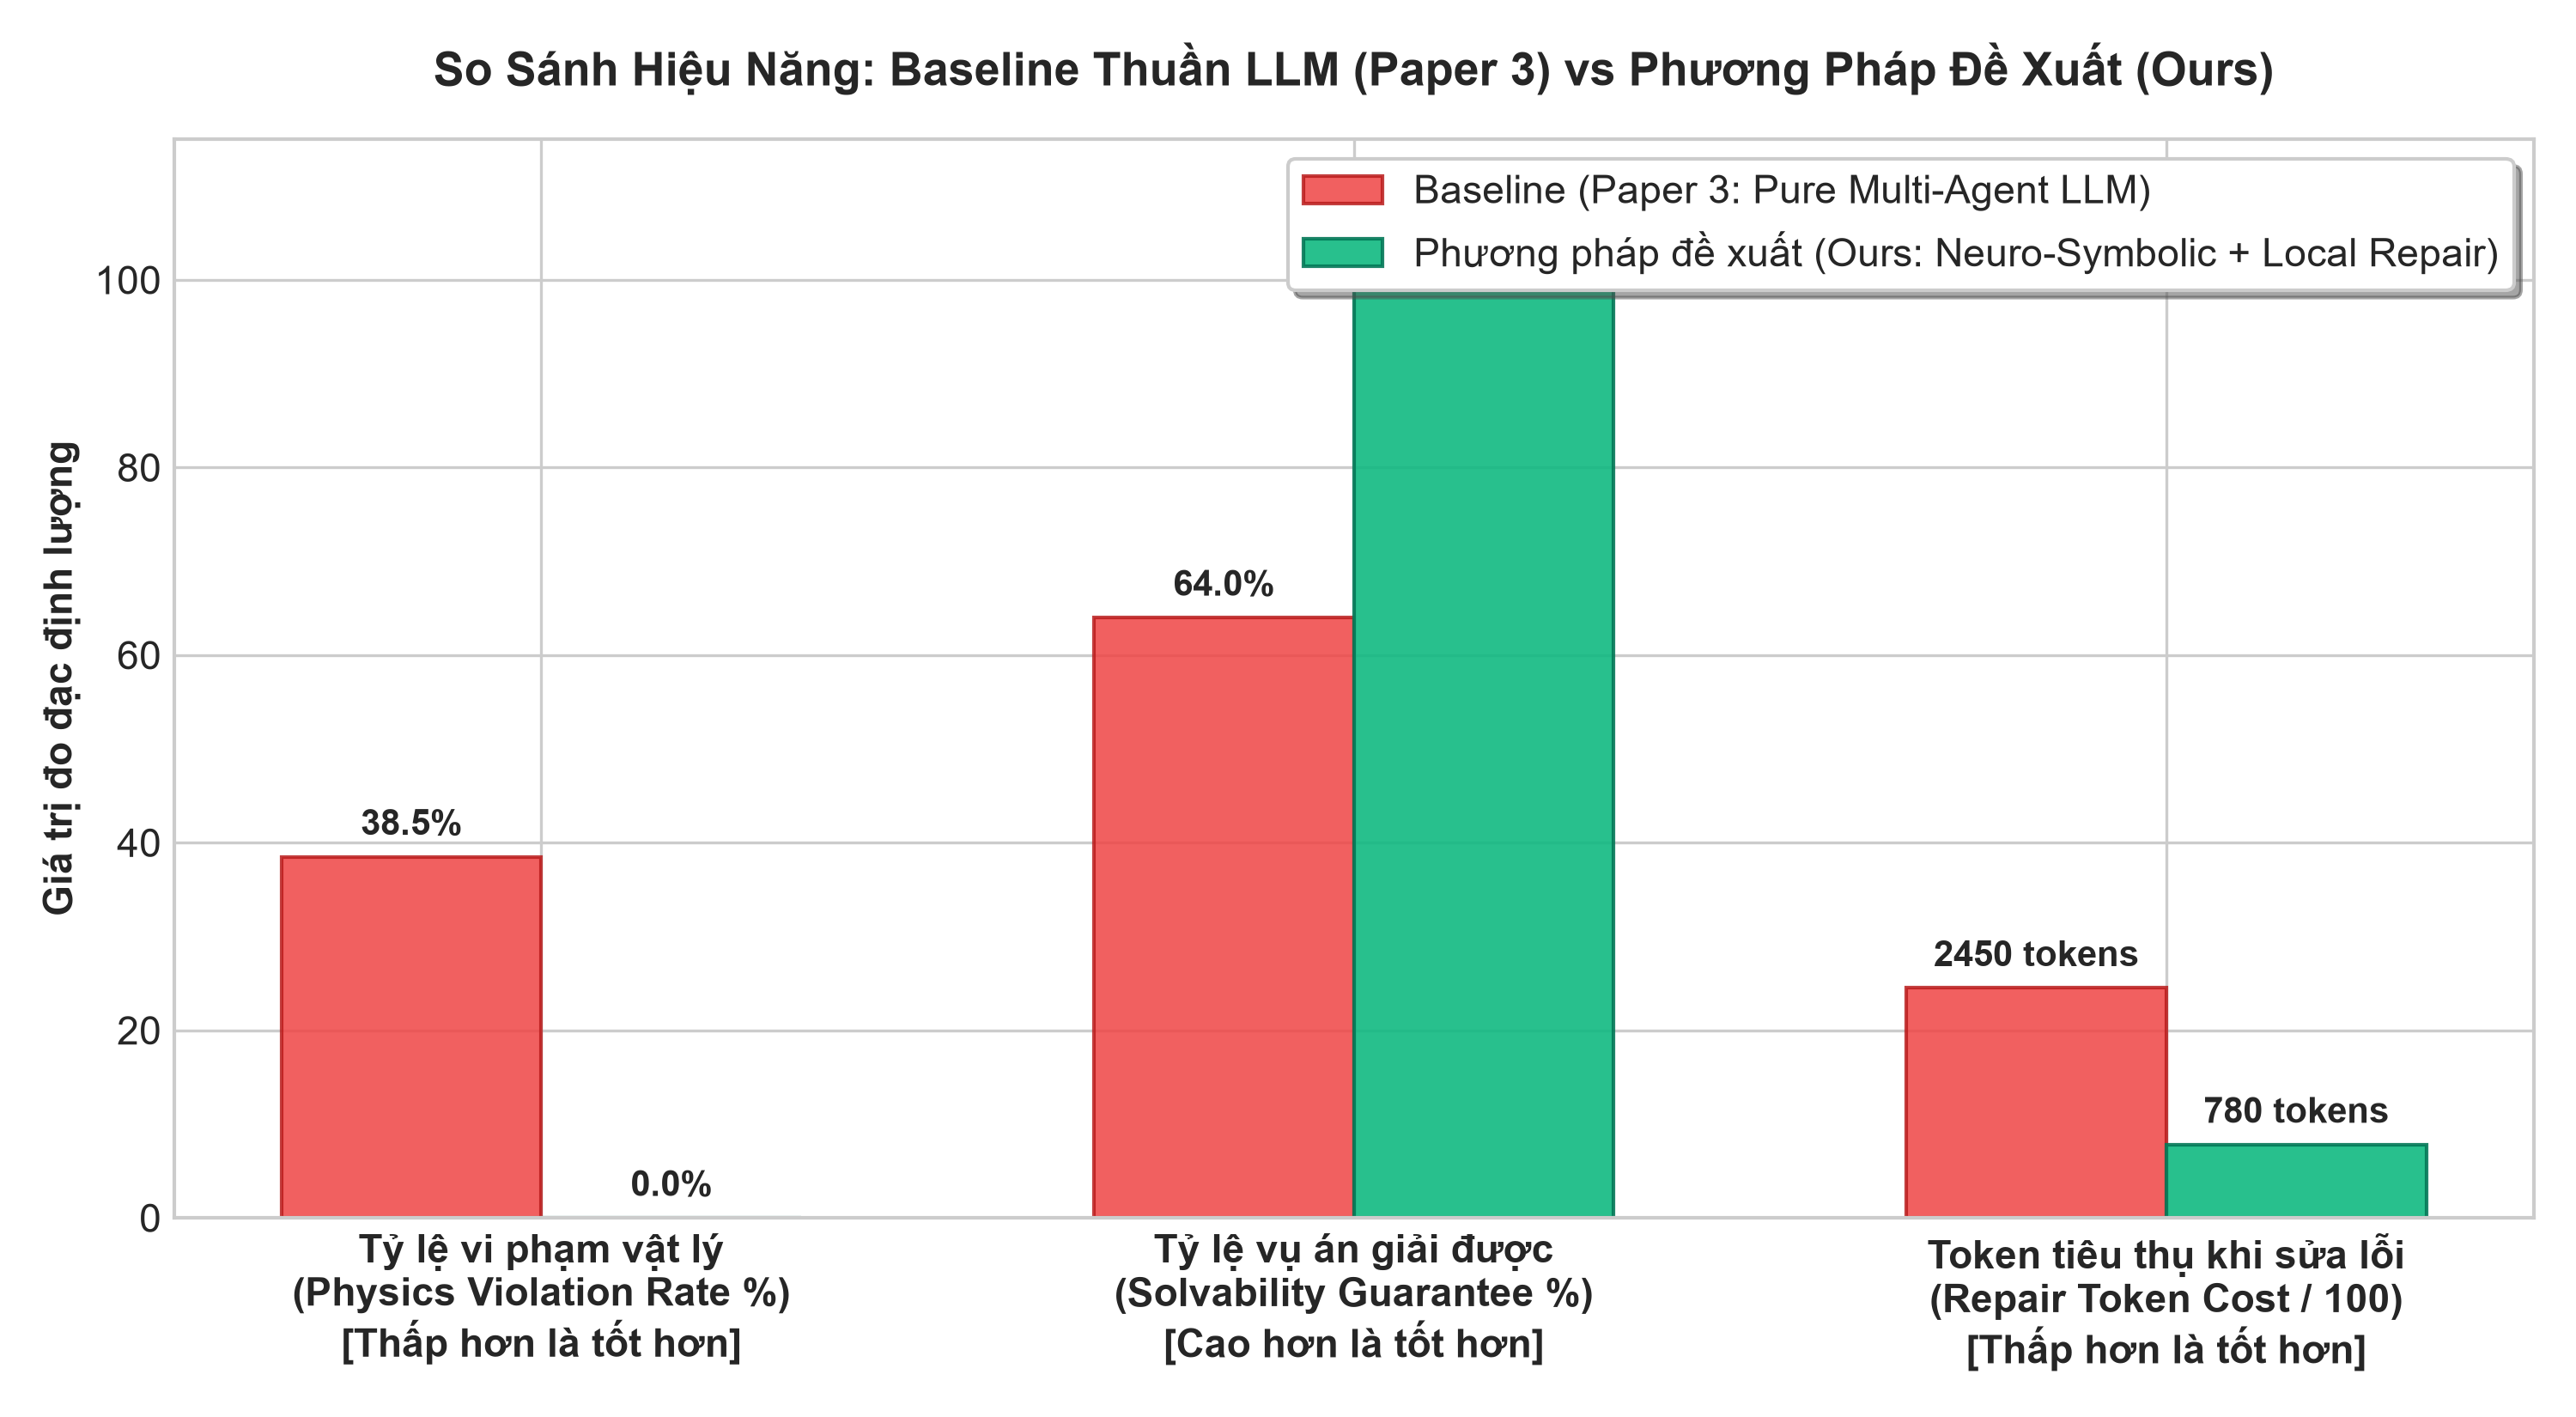 So Sánh Hiệu Năng: Baseline Thuần LLM (Paper 3) vs Phương Pháp Đề Xuất (Ours)
Baseline (Paper 3: Pure Multi-Agent LLM)
Phương pháp đề xuất (Ours: Neuro-Symbolic + Local Repair)
Giá trị đo đạc định lượng
100
80
60
40
20
0
38.5%
0.0%
64.0%
2450 tokens
780 tokens
Tỷ lệ vi phạm vật lý
(Physics Violation Rate %)
[Thấp hơn là tốt hơn]
Tỷ lệ vụ án giải được
(Solvability Guarantee %)
[Cao hơn là tốt hơn]
Token tiêu thụ khi sửa lỗi
(Repair Token Cost / 100)
[Thấp hơn là tốt hơn]